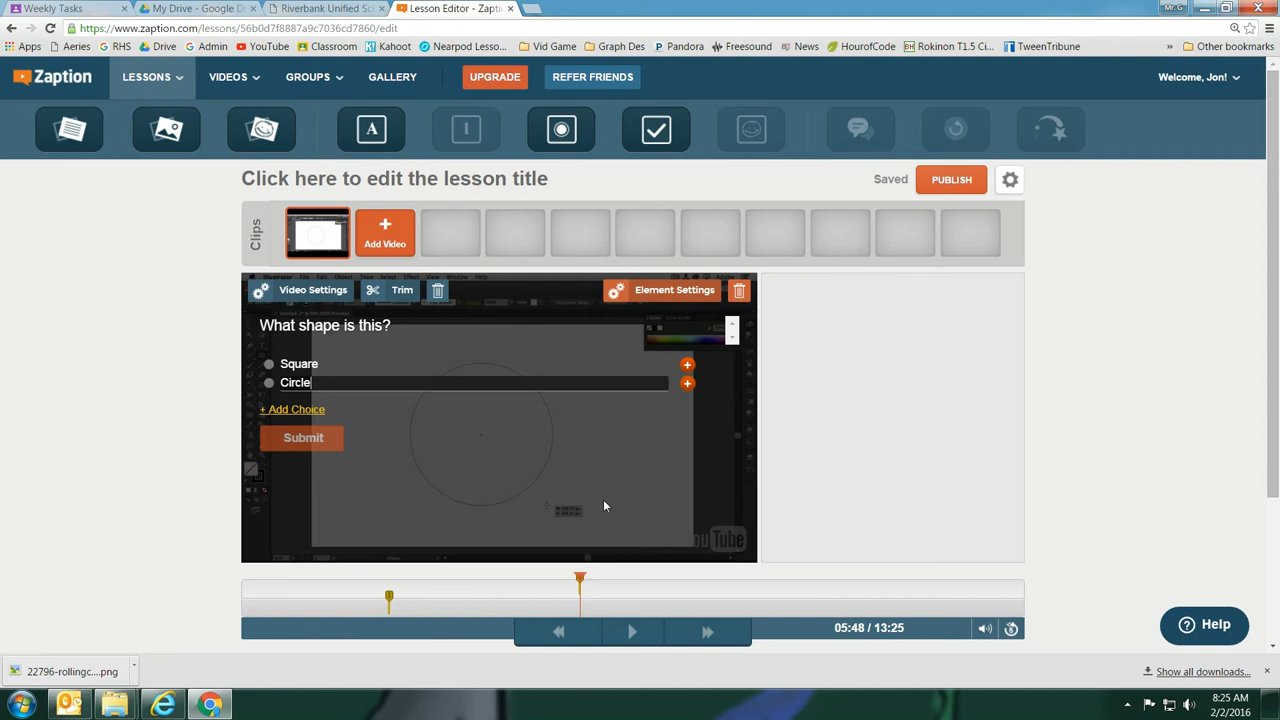 Weekly Tasks
My Drive - Google D
Riverbank Unified Sc
Lesson Editor - Zapti
Mr. G
https://www.zaption.com/lessons/56b0d7f8887a9c7036cd7860/edit
Apps Aeries RHS Drive Admin YouTube Classroom Kahoot Nearpod Lesso... Vid Game Graph Des Pandora Freesound News HourofCode Rokinon T1.5 Ci... TweenTribune » Other bookmarks
Zaption LESSONS VIDEOS GROUPS GALLERY UPGRADE REFER FRIENDS Welcome, Jon!
A 1
Click here to edit the lesson title Saved PUBLISH
Clips + Add Video
Video Settings Trim Element Settings
What shape is this?
Square
Circle
+ Add Choice
Submit
YouTube
05:48 / 13:25
? Help
22796-rollingc....png Show all downloads...
8:25 AM
2/2/2016